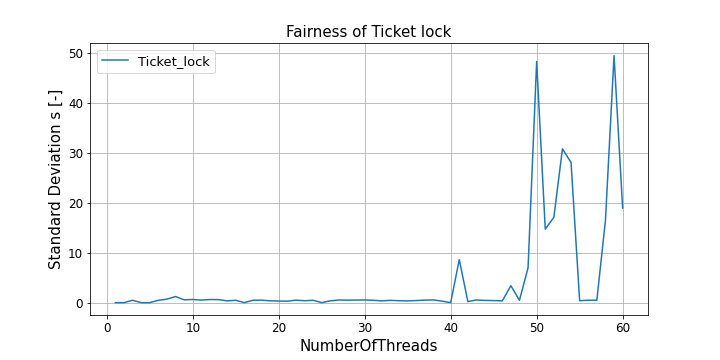 Fairness of Ticket lock
Ticket_lock
Standard Deviation s [-]
50
40
30
20
10
0
0 10 20 30 40 50 60
NumberOfThreads